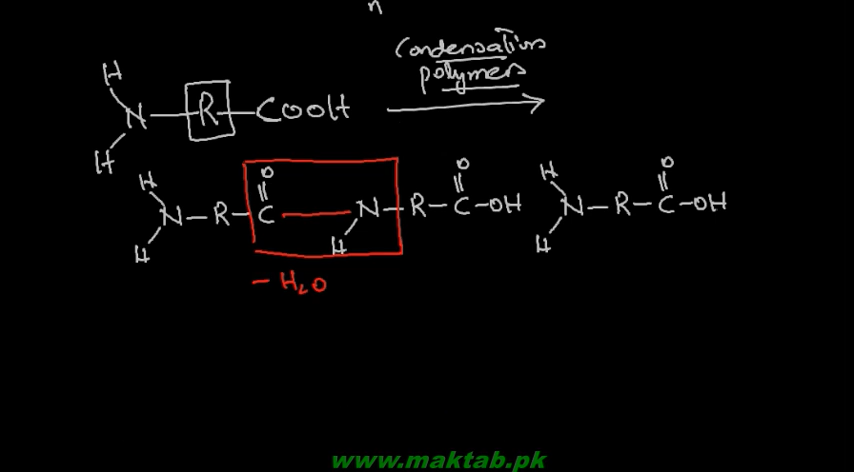 n
Condensation
polymers
H
N—R—COOH
H
H O H O H O
N—R—C—N—R—C—OH N—R—C—OH
H H H
— H2O
www.maktab.pk